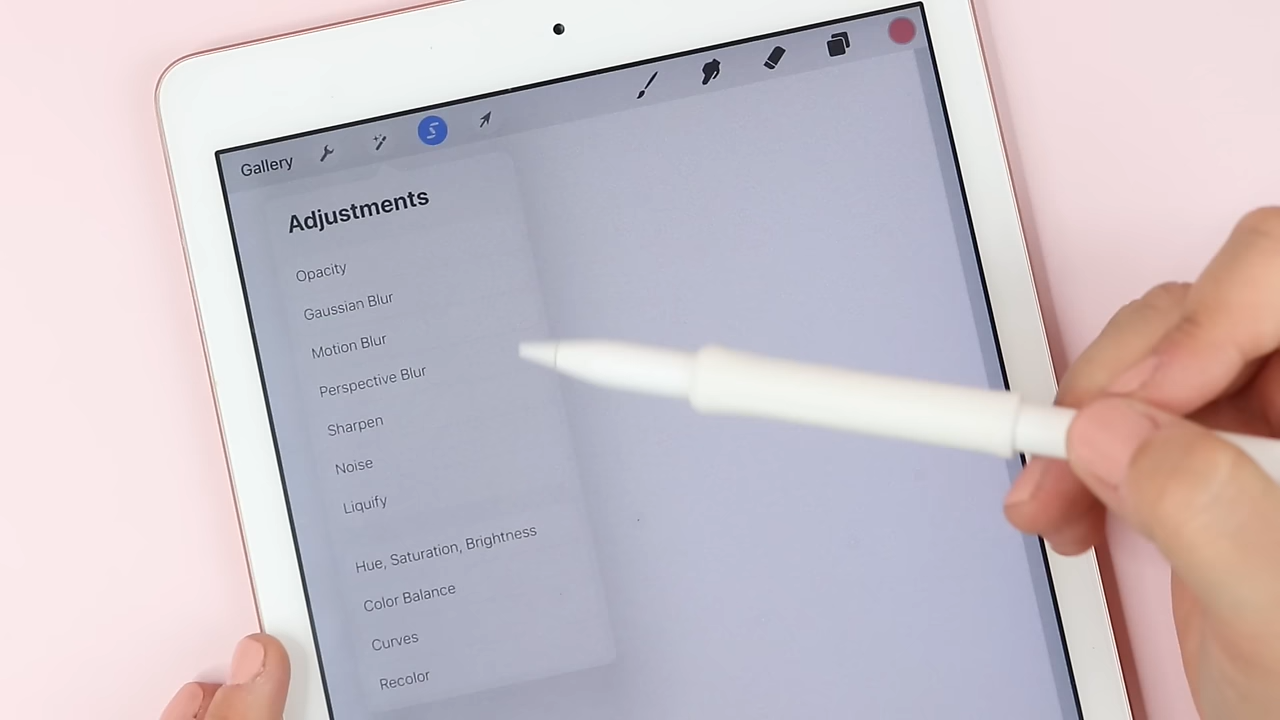 Gallery
Adjustments
Opacity
Gaussian Blur
Motion Blur
Perspective Blur
Sharpen
Noise
Liquify
Hue, Saturation, Brightness
Color Balance
Curves
Recolor